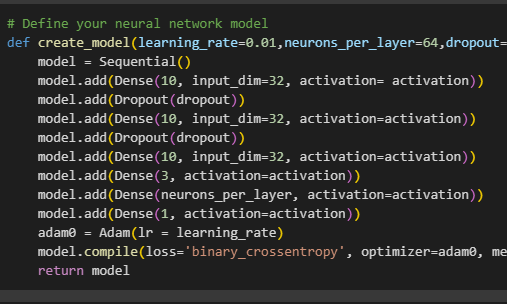 # Define your neural network model
def create_model(learning_rate=0.01,neurons_per_layer=64,dropout=
model = Sequential()
model.add(Dense(10, input_dim=32, activation= activation))
model.add(Dropout(dropout))
model.add(Dense(10, input_dim=32, activation=activation))
model.add(Dropout(dropout))
model.add(Dense(10, input_dim=32, activation=activation))
model.add(Dense(3, activation=activation))
model.add(Dense(neurons_per_layer, activation=activation))
model.add(Dense(1, activation=activation))
adam0 = Adam(lr = learning_rate)
model.compile(loss='binary_crossentropy', optimizer=adam0, me
return model